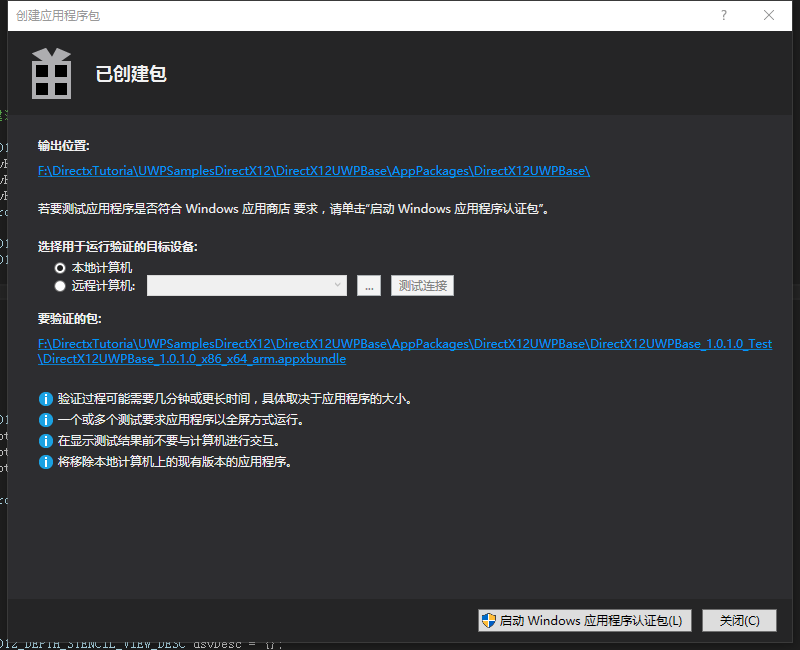 创建应用程序包
?
已创建包
输出位置:
F:\DirectxTutoria\UWPSamplesDirectX12\DirectX12UWPBase\AppPackages\DirectX12UWPBase\
若要测试应用程序是否符合 Windows 应用商店 要求，请单击"启动 Windows 应用程序认证包"。
选择用于运行验证的目标设备:
本地计算机
远程计算机:
...
测试连接
要验证的包:
F:\DirectxTutoria\UWPSamplesDirectX12\DirectX12UWPBase\AppPackages\DirectX12UWPBase\DirectX12UWPBase_1.0.1.0_Test
\DirectX12UWPBase_1.0.1.0_x86_x64_arm.appxbundle
验证过程可能需要几分钟或更长时间，具体取决于应用程序的大小。
一个或多个测试要求应用程序以全屏方式运行。
在显示测试结果前不要与计算机进行交互。
将移除本地计算机上的现有版本的应用程序。
启动 Windows 应用程序认证包(L)
关闭(C)
D12_DEPTH_STENCIL_VIEW_DESC dsvDesc = {};